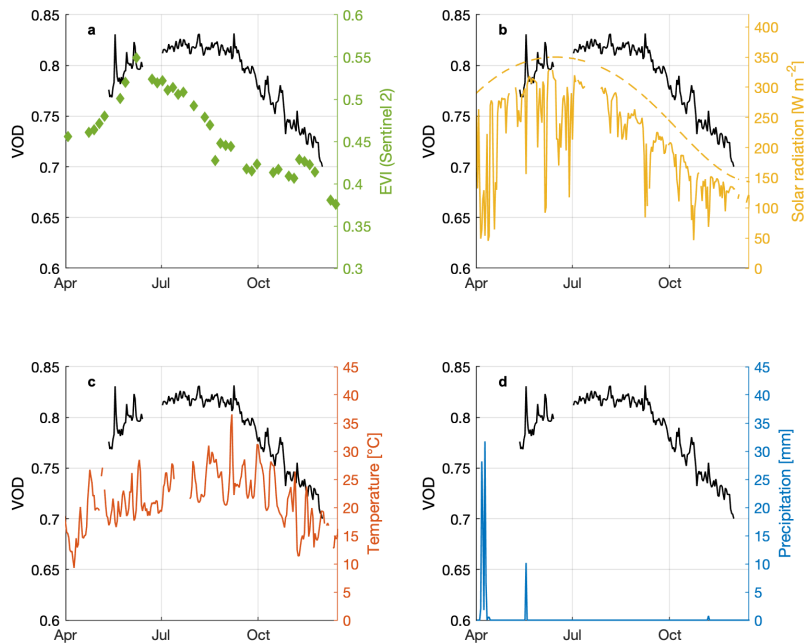 a
0.85
0.8
0.75
0.7
0.65
0.6
VOD
Apr
Jul
Oct
0.6
0.55
0.5
0.45
0.4
0.35
0.3
EVI (Sentinel 2)
b
0.85
0.8
0.75
0.7
0.65
0.6
VOD
Apr
Jul
Oct
400
350
300
250
200
150
100
50
0
Solar radiation [W m-2]
c
0.85
0.8
0.75
0.7
0.65
0.6
VOD
Apr
Jul
Oct
45
40
35
30
25
20
15
10
5
0
Temperature [°C]
d
0.85
0.8
0.75
0.7
0.65
0.6
VOD
Apr
Jul
Oct
45
40
35
30
25
20
15
10
5
0
Precipitation [mm]